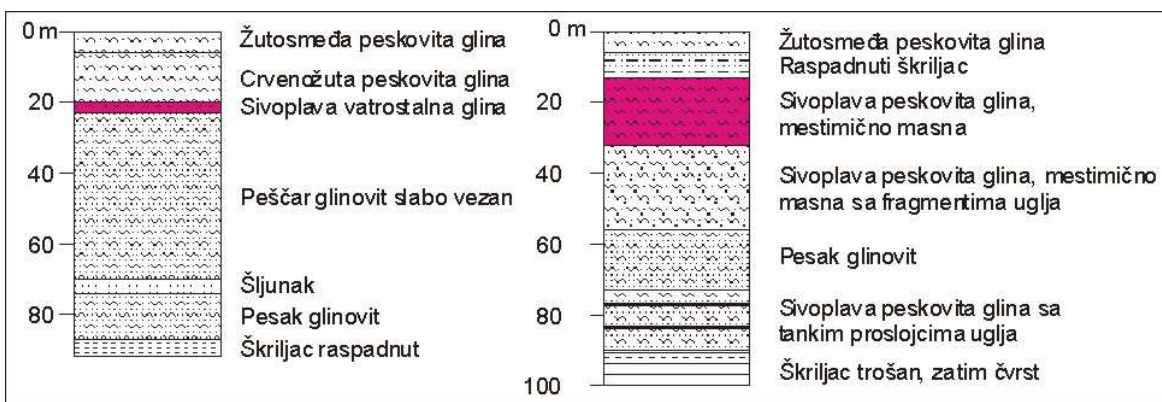 0 m
20
40
60
80
Žutosmeđa peskovita glina
Crvenožuta peskovita glina
Sivoplava vatrostalna glina
Peščar glinovit slabo vezan
Šljunak
Pesak glinovit
Škriljac raspadnut
0 m
20
40
60
80
100
Žutosmeđa peskovita glina
Raspadnuti škriljac
Sivoplava peskovita glina,
mestimično masna
Sivoplava peskovita glina, mestimično
masna sa fragmentima uglja
Pesak glinovit
Sivoplava peskovita glina sa
tankim proslojcima uglja
Škriljac trošan, zatim čvrst